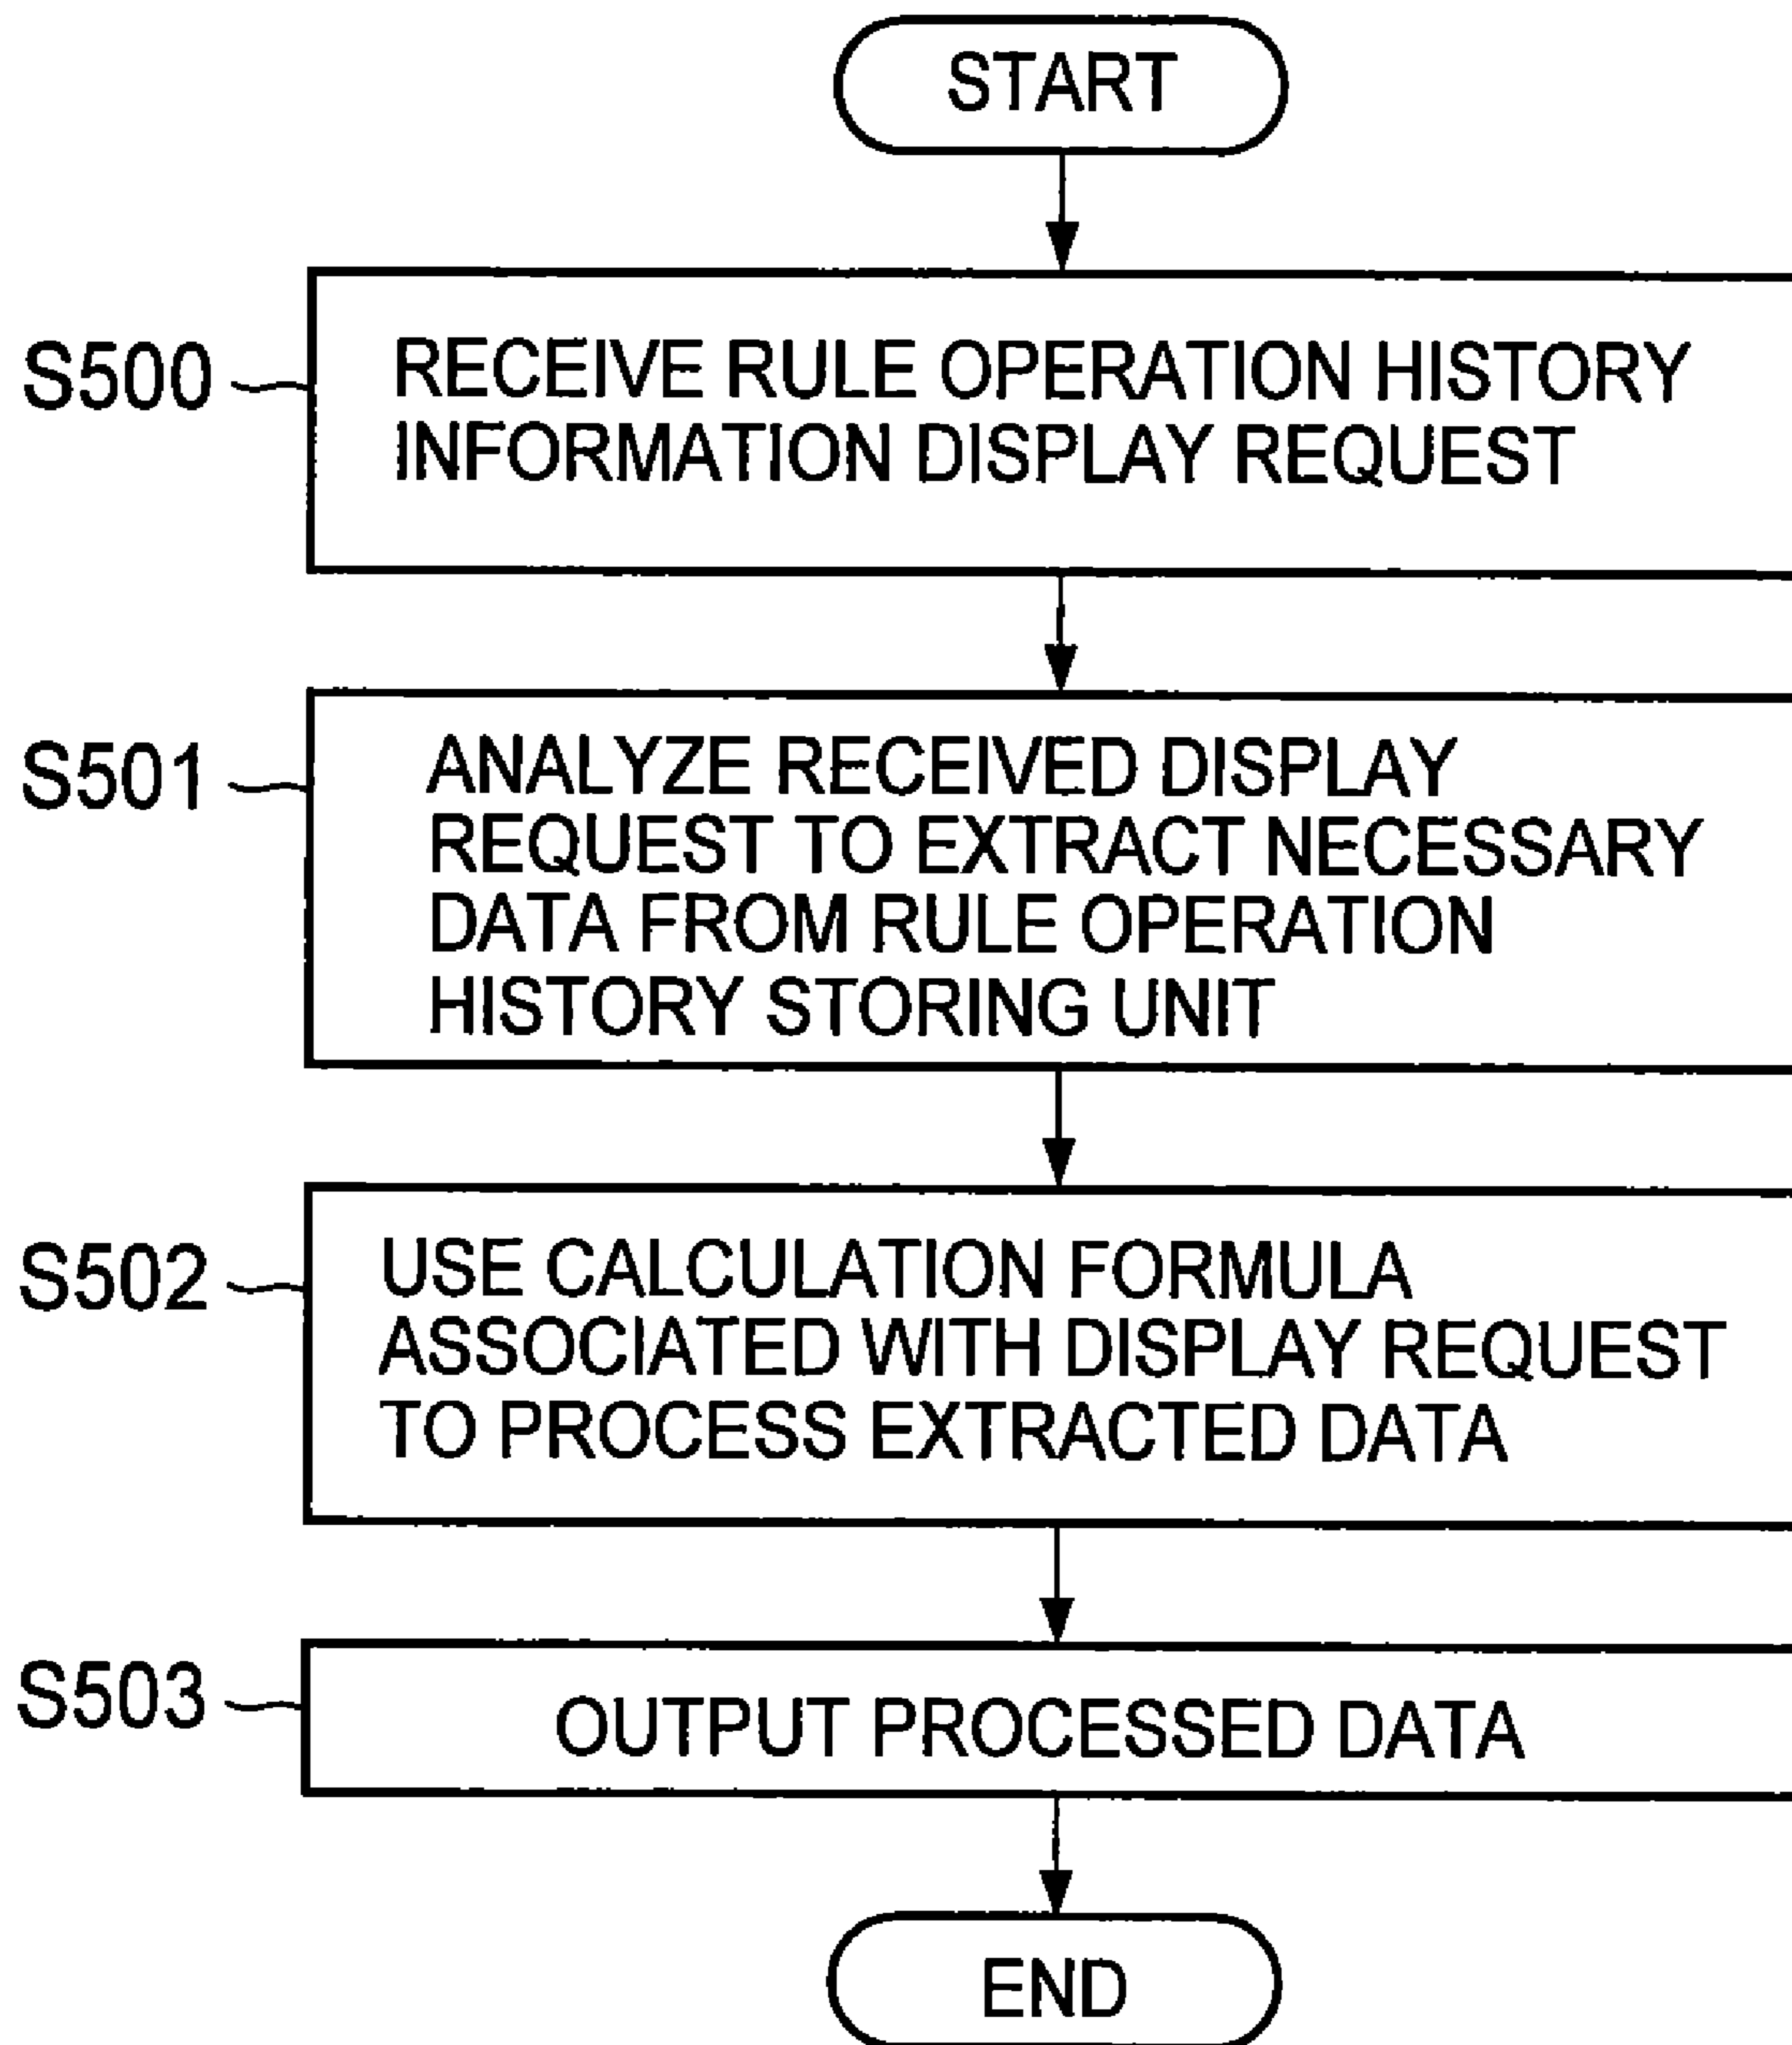 START
S500
RECEIVE RULE OPERATION HISTORY
INFORMATION DISPLAY REQUEST
S501
ANALYZE RECEIVED DISPLAY
REQUEST TO EXTRACT NECESSARY
DATA FROM RULE OPERATION
HISTORY STORING UNIT
S502
USE CALCULATION FORMULA
ASSOCIATED WITH DISPLAY REQUEST
TO PROCESS EXTRACTED DATA
S503
OUTPUT PROCESSED DATA
END